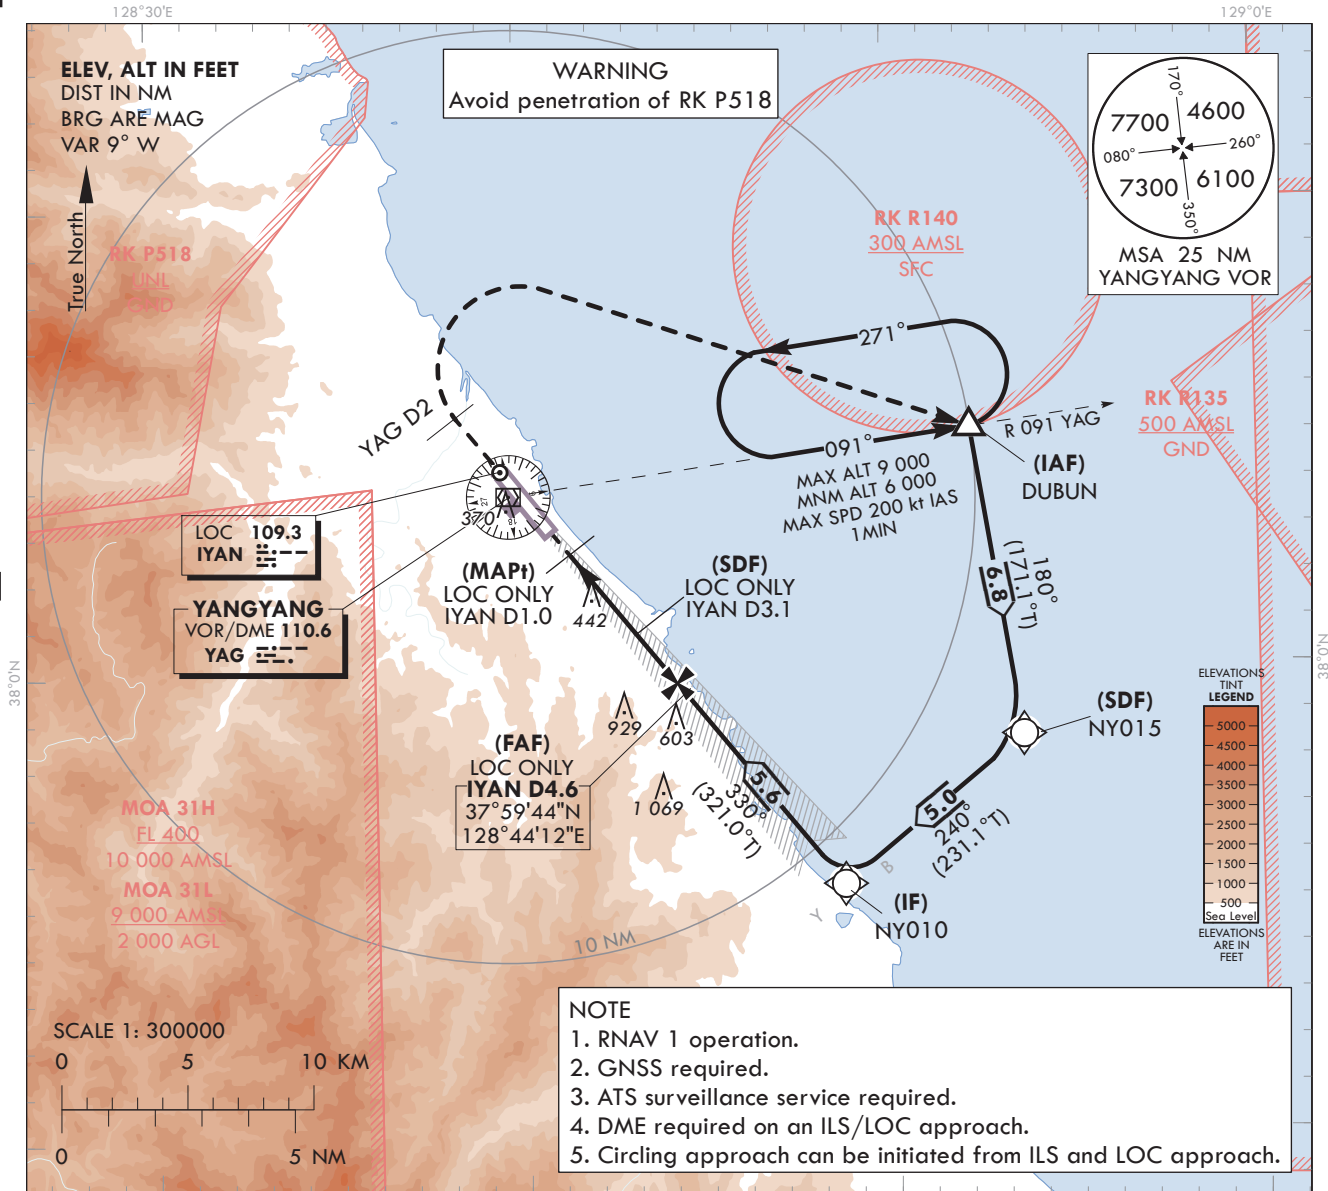 128°30'E
129°0'E
ELEV, ALT IN FEET
DIST IN NM
BRG ARE MAG
VAR 9° W
True North
WARNING
Avoid penetration of RK P518
170°
7700
4600
080°
260°
7300
6100
350°
MSA 25 NM
YANGYANG VOR
RK P518
UNL
GND
RK R140
300 AMSL
SFC
RK R135
500 AMSL
GND
271°
091°
R 091 YAG
MAX ALT 9 000
MNM ALT 6 000
MAX SPD 200 kt IAS
1MIN
(IAF)
DUBUN
YAG D2
370
27
18
9
LOC 109.3
IYAN
YANGYANG
VOR/DME 110.6
YAG
(MAPt)
LOC ONLY
IYAN D1.0
442
(SDF)
LOC ONLY
IYAN D3.1
6.8
180°
(171.1°T)
38°0'N
38°0'N
(SDF)
NY015
929
603
1 069
(FAF)
LOC ONLY
IYAN D4.6
37°59'44"N
128°44'12"E
5.6
330°
(321.0°T)
5.0
240°
(231.1°T)
B
Y
(IF)
NY010
10 NM
MOA 31H
FL 400
10 000 AMSL
MOA 31L
9 000 AMSL
2 000 AGL
ELEVATIONS
TINT
LEGEND
5000
4500
4000
3500
3000
2500
2000
1500
1000
500
Sea Level
ELEVATIONS
ARE IN
FEET
SCALE 1: 300000
0 5 10 KM
0 5 NM
NOTE
1. RNAV 1 operation.
2. GNSS required.
3. ATS surveillance service required.
4. DME required on an ILS/LOC approach.
5. Circling approach can be initiated from ILS and LOC approach.